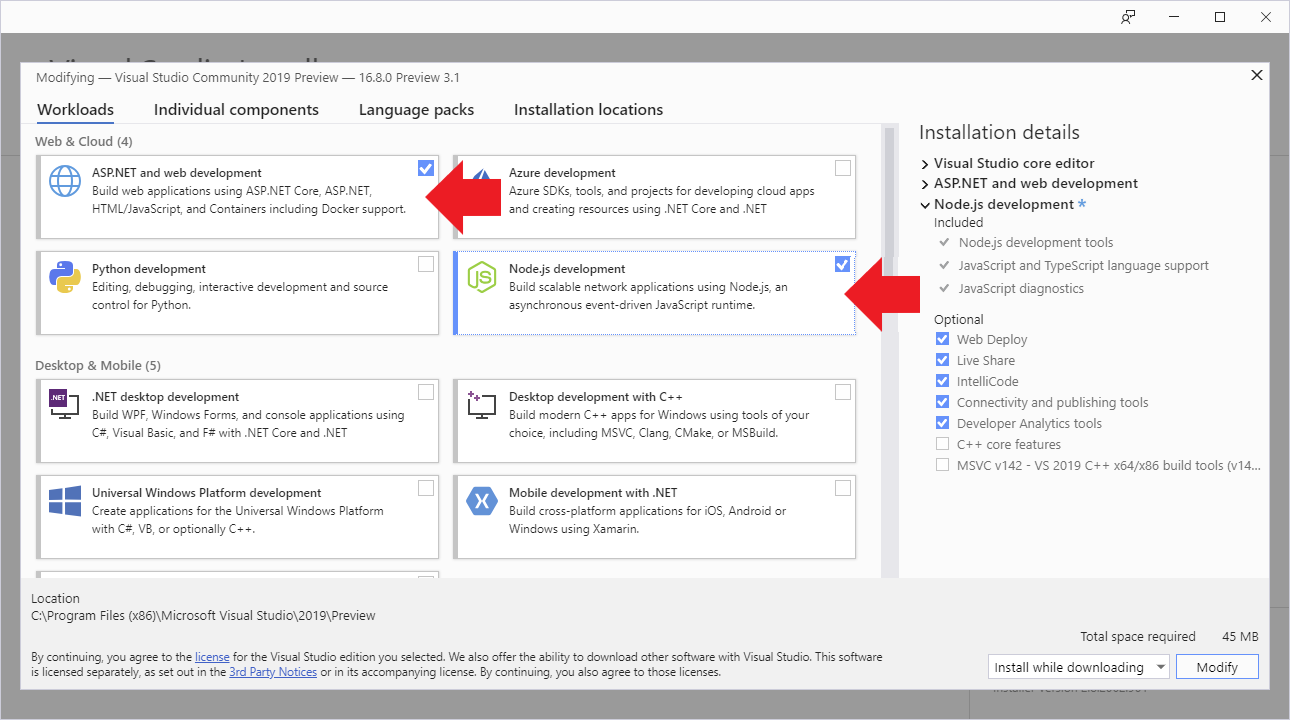 Modifying — Visual Studio Community 2019 Preview — 16.8.0 Preview 3.1
Workloads
Individual components
Language packs
Installation locations
Web & Cloud (4)
ASP.NET and web development
Build web applications using ASP.NET Core, ASP.NET,
HTML/JavaScript, and Containers including Docker support.
Azure development
Azure SDKs, tools, and projects for developing cloud apps
and creating resources using .NET Core and .NET
Python development
Editing, debugging, interactive development and source
control for Python.
JS
Node.js development
Build scalable network applications using Node.js, an
asynchronous event-driven JavaScript runtime.
Desktop & Mobile (5)
.NET
.NET desktop development
Build WPF, Windows Forms, and console applications using
C#, Visual Basic, and F# with .NET Core and .NET
Desktop development with C++
Build modern C++ apps for Windows using tools of your
choice, including MSVC, Clang, CMake, or MSBuild.
Universal Windows Platform development
Create applications for the Universal Windows Platform
with C#, VB, or optionally C++.
Mobile development with .NET
Build cross-platform applications for iOS, Android or
Windows using Xamarin.
Installation details
Visual Studio core editor
ASP.NET and web development
Node.js development *
Included
Node.js development tools
JavaScript and TypeScript language support
JavaScript diagnostics
Optional
Web Deploy
Live Share
IntelliCode
Connectivity and publishing tools
Developer Analytics tools
C++ core features
MSVC v142 - VS 2019 C++ x64/x86 build tools (v14...
Location
C:\Program Files (x86)\Microsoft Visual Studio\2019\Preview
Total space required 45 MB
By continuing, you agree to the license for the Visual Studio edition you selected. We also offer the ability to download other software with Visual Studio. This software
is licensed separately, as set out in the 3rd Party Notices or in its accompanying license. By continuing, you also agree to those licenses.
Install while downloading
Modify